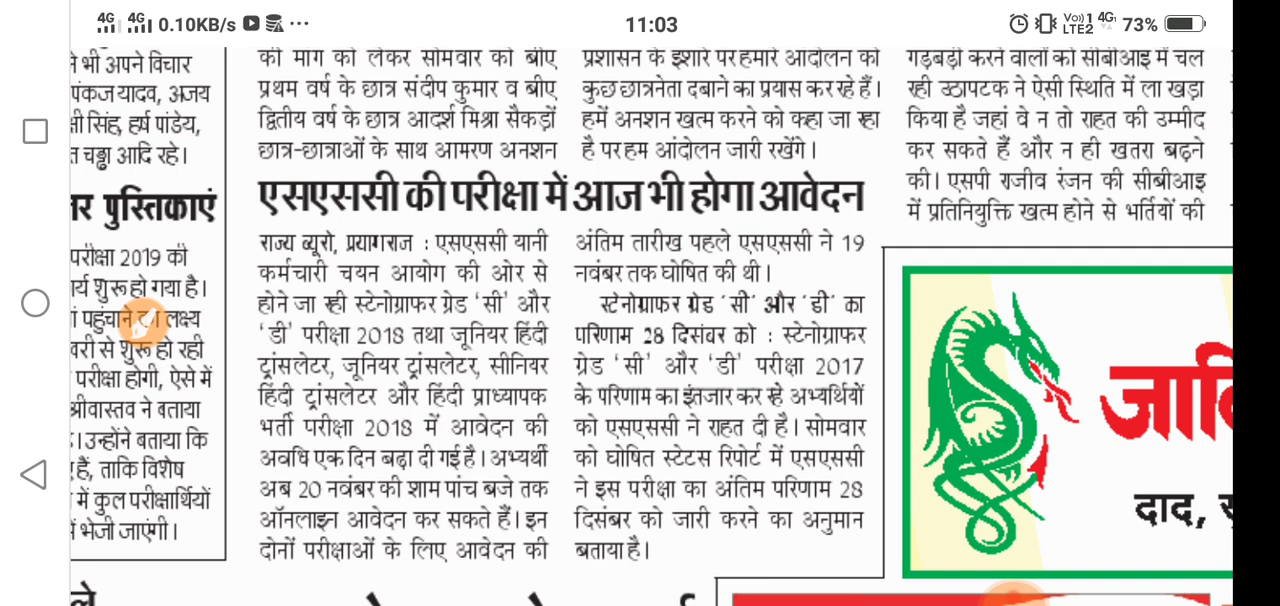 4G 4G 0.10KB/s ... 11:03 Vo)) 1 LTE2 4G 73%
ने भी अपने विचार
पंकज यादव, अजय
सिंह, हर्ष पांडेय,
चड्ढा आदि रहे।
पुस्तिकाएं
परीक्षा 2019 की
शुरू हो गया है।
पहुंचाने का लक्ष्य
से शुरू हो रही
परीक्षा होगी, ऐसे में
श्रीवास्तव ने बताया
। उन्होंने बताया कि
हैं, ताकि विशेष
में कुल परीक्षार्थियों
भेजी जाएंगी।
की मांग को लेकर सोमवार को बीए
प्रथम वर्ष के छात्र संदीप कुमार व बीए
द्वितीय वर्ष के छात्र आदर्श मिश्रा सैकड़ों
छात्र-छात्राओं के साथ आमरण अनशन
प्रशासन के इशारे पर हमारे आंदोलन को
कुछ छात्रनेता दबाने का प्रयास कर रहे हैं।
हमें अनशन खत्म करने को कहा जा रहा
है पर हम आंदोलन जारी रखेंगे।
एसएससी की परीक्षा में आज भी होगा आवेदन
राज्य ब्यूरो, प्रयागराज : एसएससी यानी
कर्मचारी चयन आयोग की ओर से
होने जा रही स्टेनोग्राफर ग्रेड 'सी' और
'डी' परीक्षा 2018 तथा जूनियर हिंदी
ट्रांसलेटर, जूनियर ट्रांसलेटर, सीनियर
हिंदी ट्रांसलेटर और हिंदी प्राध्यापक
भर्ती परीक्षा 2018 में आवेदन की
अवधि एक दिन बढ़ा दी गई है। अभ्यर्थी
अब 20 नवंबर की शाम पांच बजे तक
ऑनलाइन आवेदन कर सकते हैं। इन
दोनों परीक्षाओं के लिए आवेदन की
अंतिम तारीख पहले एसएससी ने 19
नवंबर तक घोषित की थी।
स्टेनोग्राफर ग्रेड 'सी' और 'डी' का
परिणाम 28 दिसंबर को : स्टेनोग्राफर
ग्रेड 'सी' और 'डी' परीक्षा 2017
के परिणाम का इंतजार कर रहे अभ्यर्थियों
को एसएससी ने राहत दी है। सोमवार
को घोषित स्टेटस रिपोर्ट में एसएससी
ने इस परीक्षा का अंतिम परिणाम 28
दिसंबर को जारी करने का अनुमान
बताया है।
गड़बड़ी करने वालों को सीबीआइ में चल
रही उठापटक ने ऐसी स्थिति में ला खड़ा
किया है जहां वे न तो राहत की उम्मीद
कर सकते हैं और न ही खतरा बढ़ने
की। एसपी राजीव रंजन की सीबीआइ
में प्रतिनियुक्ति खत्म होने से भर्तियों की
दाद,